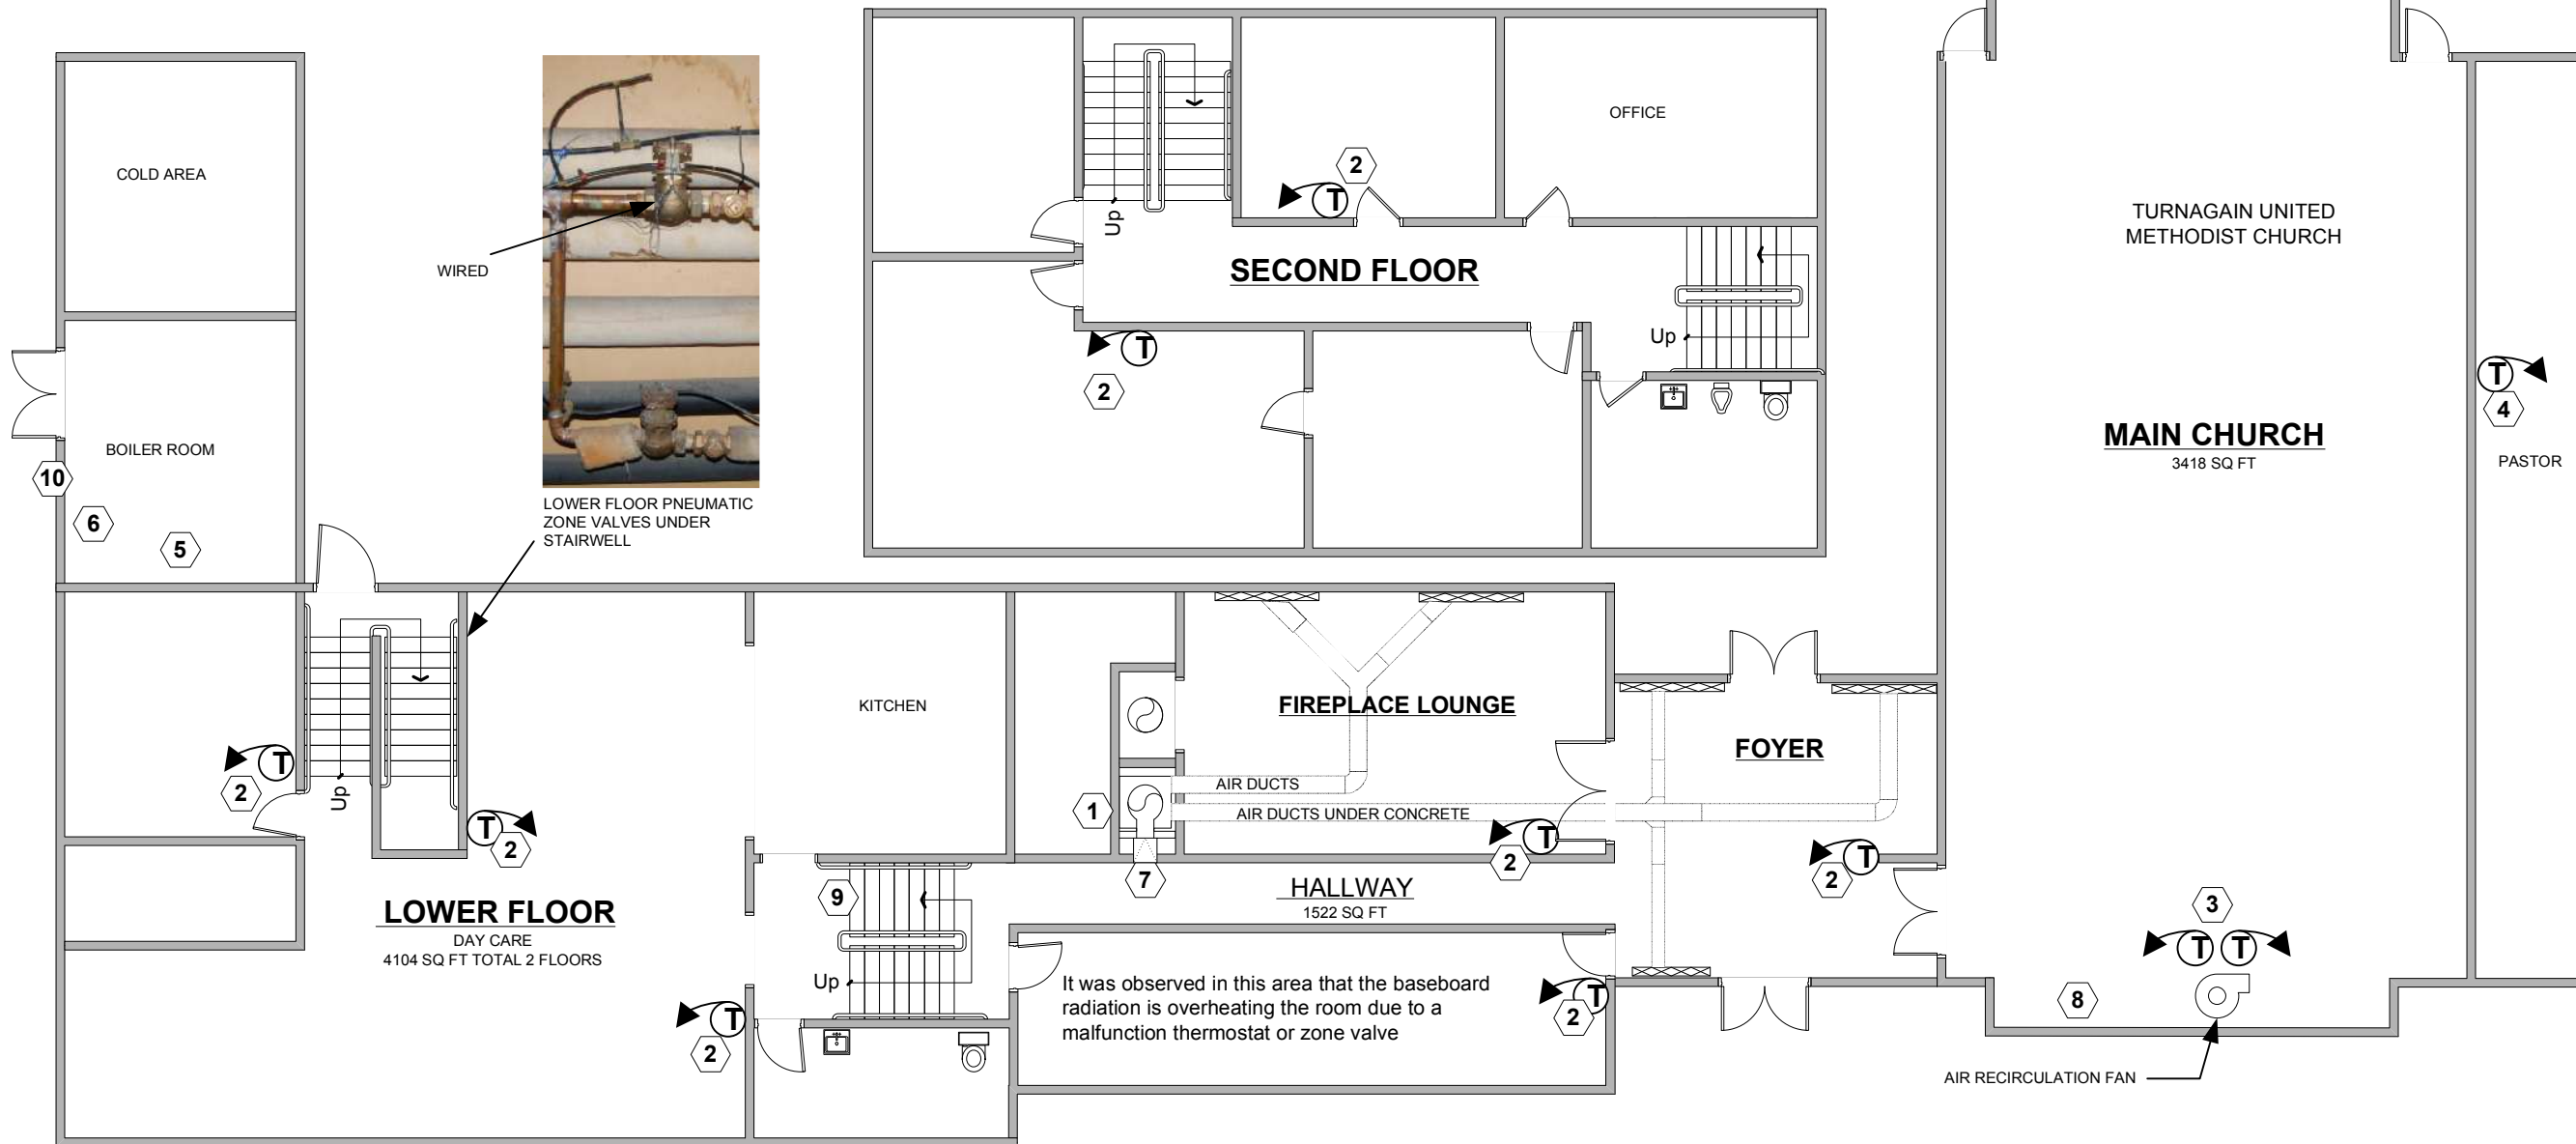 COLD AREA
BOILER ROOM
10
6
5
WIRED
LOWER FLOOR PNEUMATIC
ZONE VALVES UNDER
STAIRWELL
OFFICE
2
T
Up
SECOND FLOOR
Up
T
2
TURNAGAIN UNITED
METHODIST CHURCH
MAIN CHURCH
3418 SQ FT
T
4
PASTOR
T
2
Up
T
2
KITCHEN
LOWER FLOOR
DAY CARE
4104 SQ FT TOTAL 2 FLOORS
T
2
9
Up
1
7
FIREPLACE LOUNGE
AIR DUCTS
AIR DUCTS UNDER CONCRETE
T
2
HALLWAY
1522 SQ FT
It was observed in this area that the baseboard
radiation is overheating the room due to a
malfunction thermostat or zone valve
T
2
FOYER
T
2
3
T T
8
AIR RECIRCULATION FAN